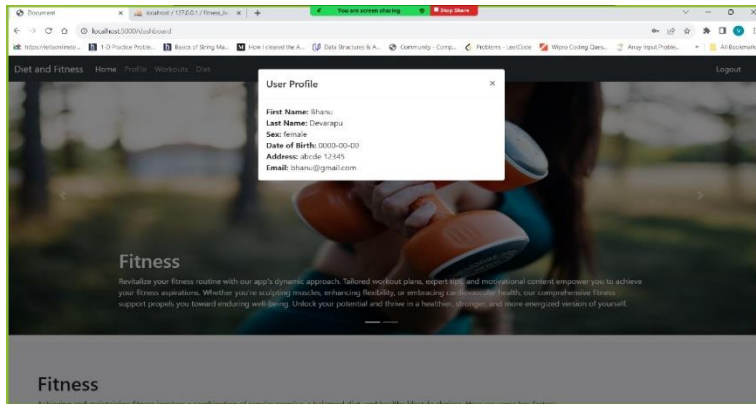 Document
localhost / 127.0.0.1 / fitness_
You are screen sharing
Stop Share
localhost:5000/dashboard
1-D Practice Proble...
Basics of String Ma...
How I cleared the A...
Data Structures & A...
Community - Comp...
Problems - LeetCode
Wipro Coding Ques...
Array Input Proble...
All Bookmarks
Diet and Fitness Home Profile Workouts Diet Logout
User Profile ×
First Name: Bhanu
Last Name: Devarapu
Sex: female
Date of Birth: 0000-00-00
Address: abcde 12345
Email: bhanu@gmail.com
Fitness
Revitalize your fitness routine with our app's dynamic approach. Tailored workout plans, expert tips, and motivational content empower you to achieve
your fitness aspirations. Whether you're sculpting muscles, enhancing flexibility, or embracing cardiovascular health, our comprehensive fitness
support propels you toward enduring well-being. Unlock your potential and thrive in a healthier, stronger, and more energized version of yourself.
Fitness